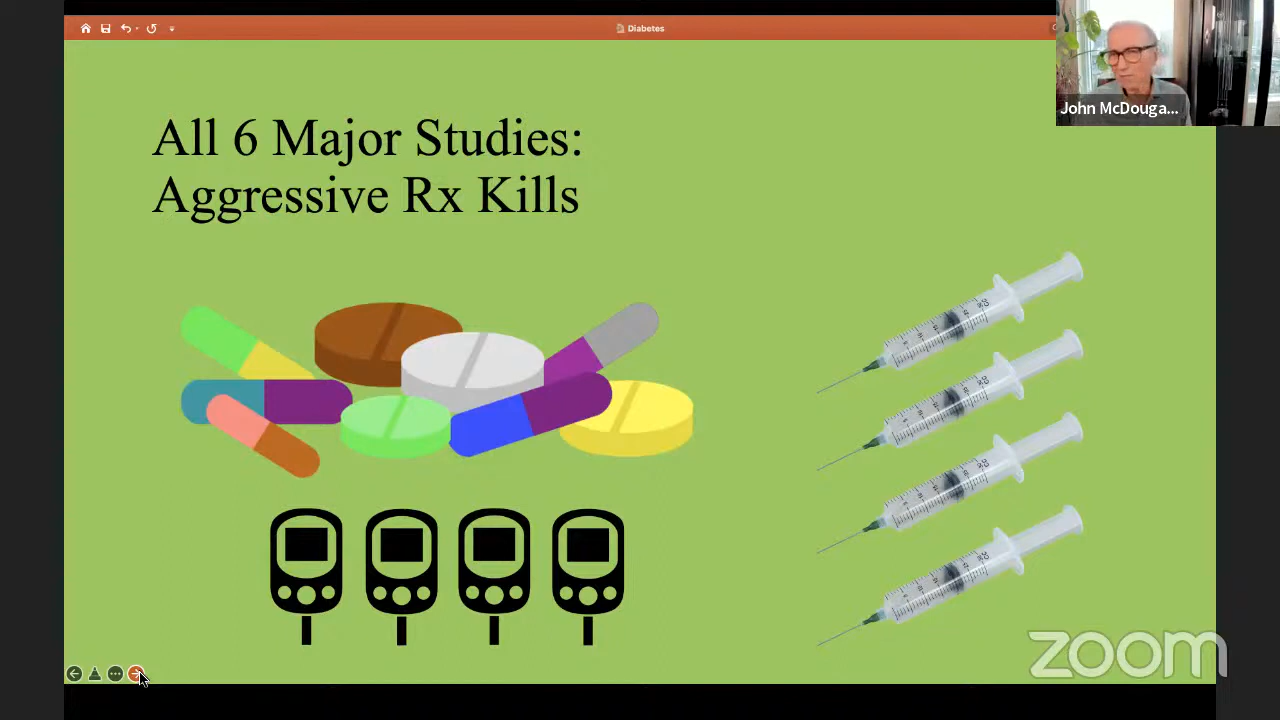 Diabetes
John McDouga...
All 6 Major Studies:
Aggressive Rx Kills
zoom